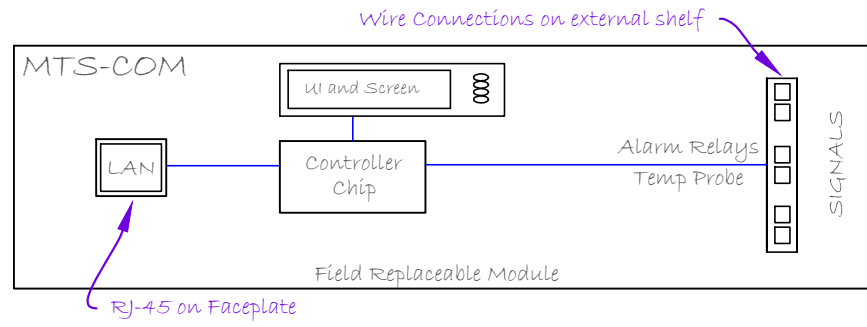 Wire Connections on external shelf
MTS-COM
UI and Screen
LAN
Controller
Chip
Alarm Relays
Temp Probe
SIGNALS
Field Replaceable Module
RJ-45 on Faceplate